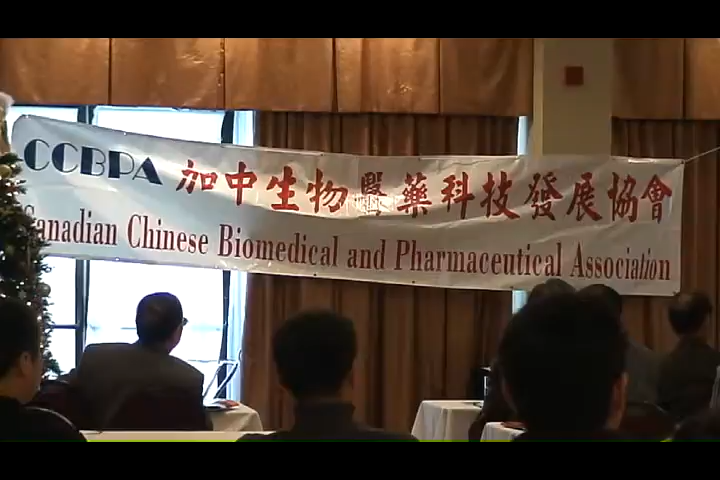 CCBPA 加中生物醫藥科技發展協會
Canadian Chinese Biomedical and Pharmaceutical Association